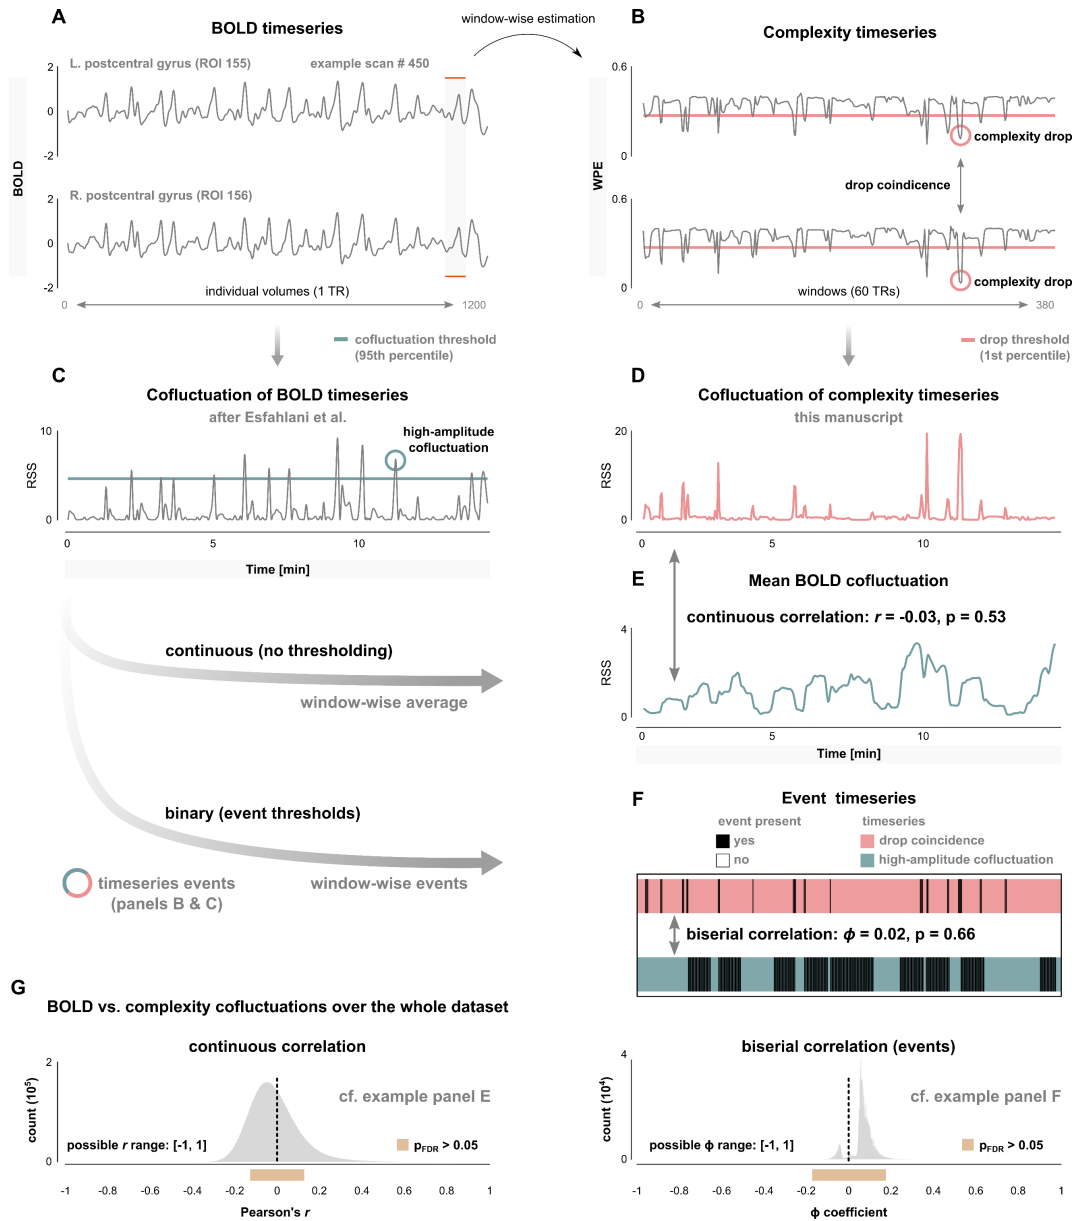 A
BOLD timeseries
window-wise estimation
B
Complexity timeseries
L. postcentral gyrus (ROI 155)
example scan # 450
2
0
-2
R. postcentral gyrus (ROI 156)
2
0
-2
BOLD
individual volumes (1 TR)
0
1200
cofluctuation threshold
(95th percentile)
0.6
0
complexity drop
drop coindicence
WPE
0.6
0
complexity drop
windows (60 TRs)
0
380
drop threshold
(1st percentile)
C
Cofluctuation of BOLD timeseries
after Esfahlani et al.
high-amplitude
cofluctuation
10
0
RSS
0
5
10
Time [min]
D
Cofluctuation of complexity timeseries
this manuscript
20
0
RSS
0
5
10
E
Mean BOLD cofluctuation
continuous correlation: r = -0.03, p = 0.53
4
0
RSS
0
5
10
Time [min]
continuous (no thresholding)
window-wise average
binary (event thresholds)
window-wise events
timeseries events
(panels B & C)
F
Event timeseries
event present
yes
no
timeseries
drop coincidence
high-amplitude cofluctuation
biserial correlation: ϕ = 0.02, p = 0.66
G
BOLD vs. complexity cofluctuations over the whole dataset
continuous correlation
2
0
count (10⁵)
cf. example panel E
possible r range: [-1, 1]
pFDR > 0.05
-1 -0.8 -0.6 -0.4 -0.2 0 0.2 0.4 0.6 0.8 1
Pearson's r
biserial correlation (events)
4
0
count (10⁴)
cf. example panel F
possible ϕ range: [-1, 1]
pFDR > 0.05
-1 -0.8 -0.6 -0.4 -0.2 0 0.2 0.4 0.6 0.8 1
ϕ coefficient